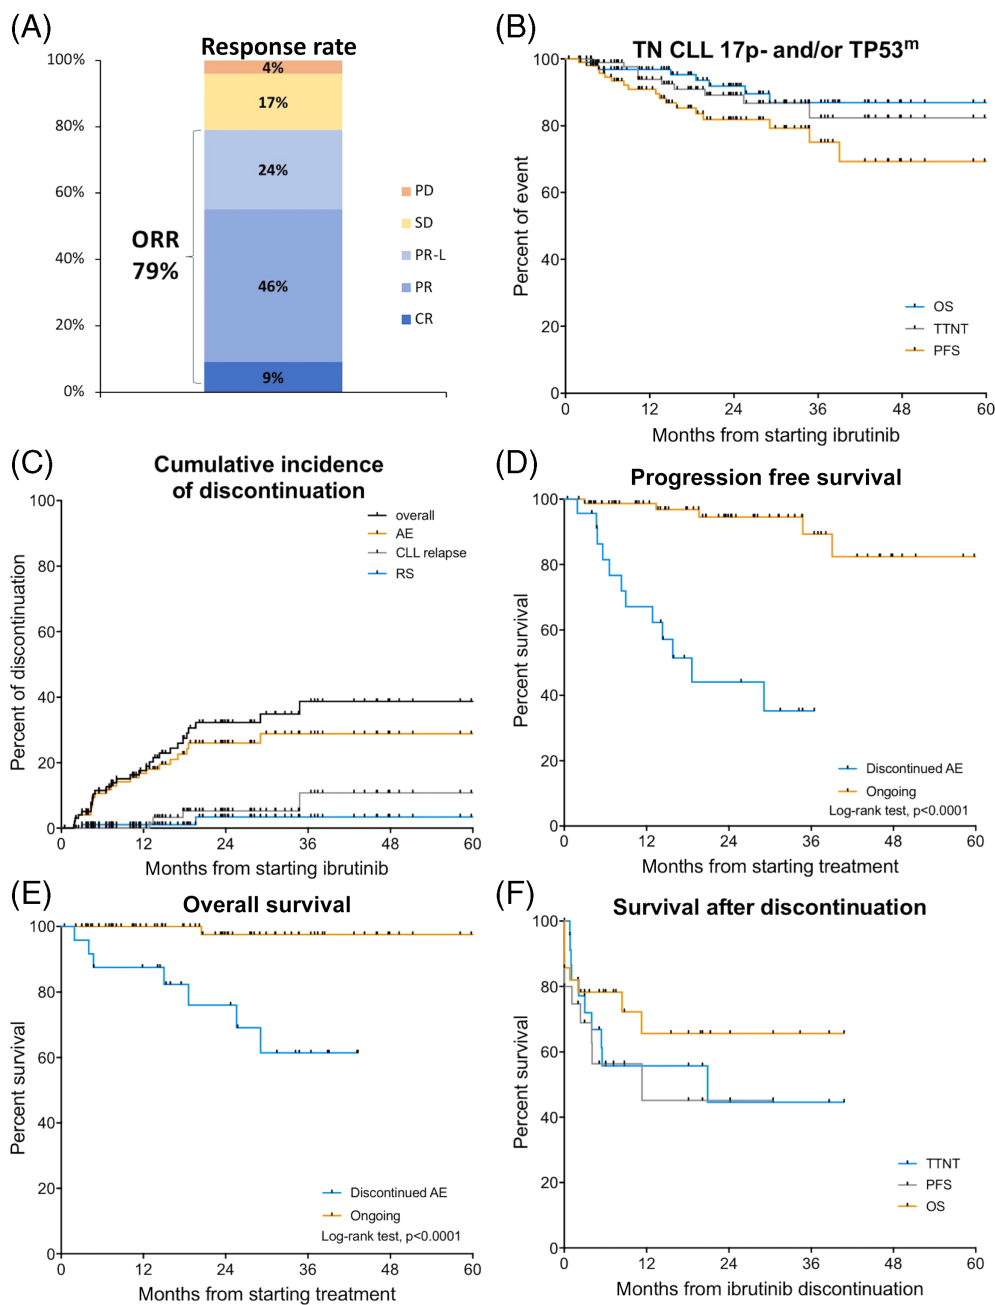 (A)
Response rate
100%
80%
60%
40%
20%
0%
4%
17%
24%
46%
9%
ORR
79%
PD
SD
PR-L
PR
CR
(B)
TN CLL 17p- and/or TP53ᵐ
Percent of event
100
80
60
40
20
0
0 12 24 36 48 60
Months from starting ibrutinib
OS
TTNT
PFS
(C)
Cumulative incidence
of discontinuation
Percent of discontinuation
100
80
60
40
20
0
0 12 24 36 48 60
Months from starting ibrutinib
overall
AE
CLL relapse
RS
(D)
Progression free survival
Percent survival
100
80
60
40
20
0
0 12 24 36 48 60
Months from starting treatment
Discontinued AE
Ongoing
Log-rank test, p<0.0001
(E)
Overall survival
Percent survival
100
80
60
40
20
0
0 12 24 36 48 60
Months from starting treatment
Discontinued AE
Ongoing
Log-rank test, p<0.0001
(F)
Survival after discontinuation
Percent survival
100
80
60
40
20
0
0 12 24 36 48 60
Months from ibrutinib discontinuation
TTNT
PFS
OS